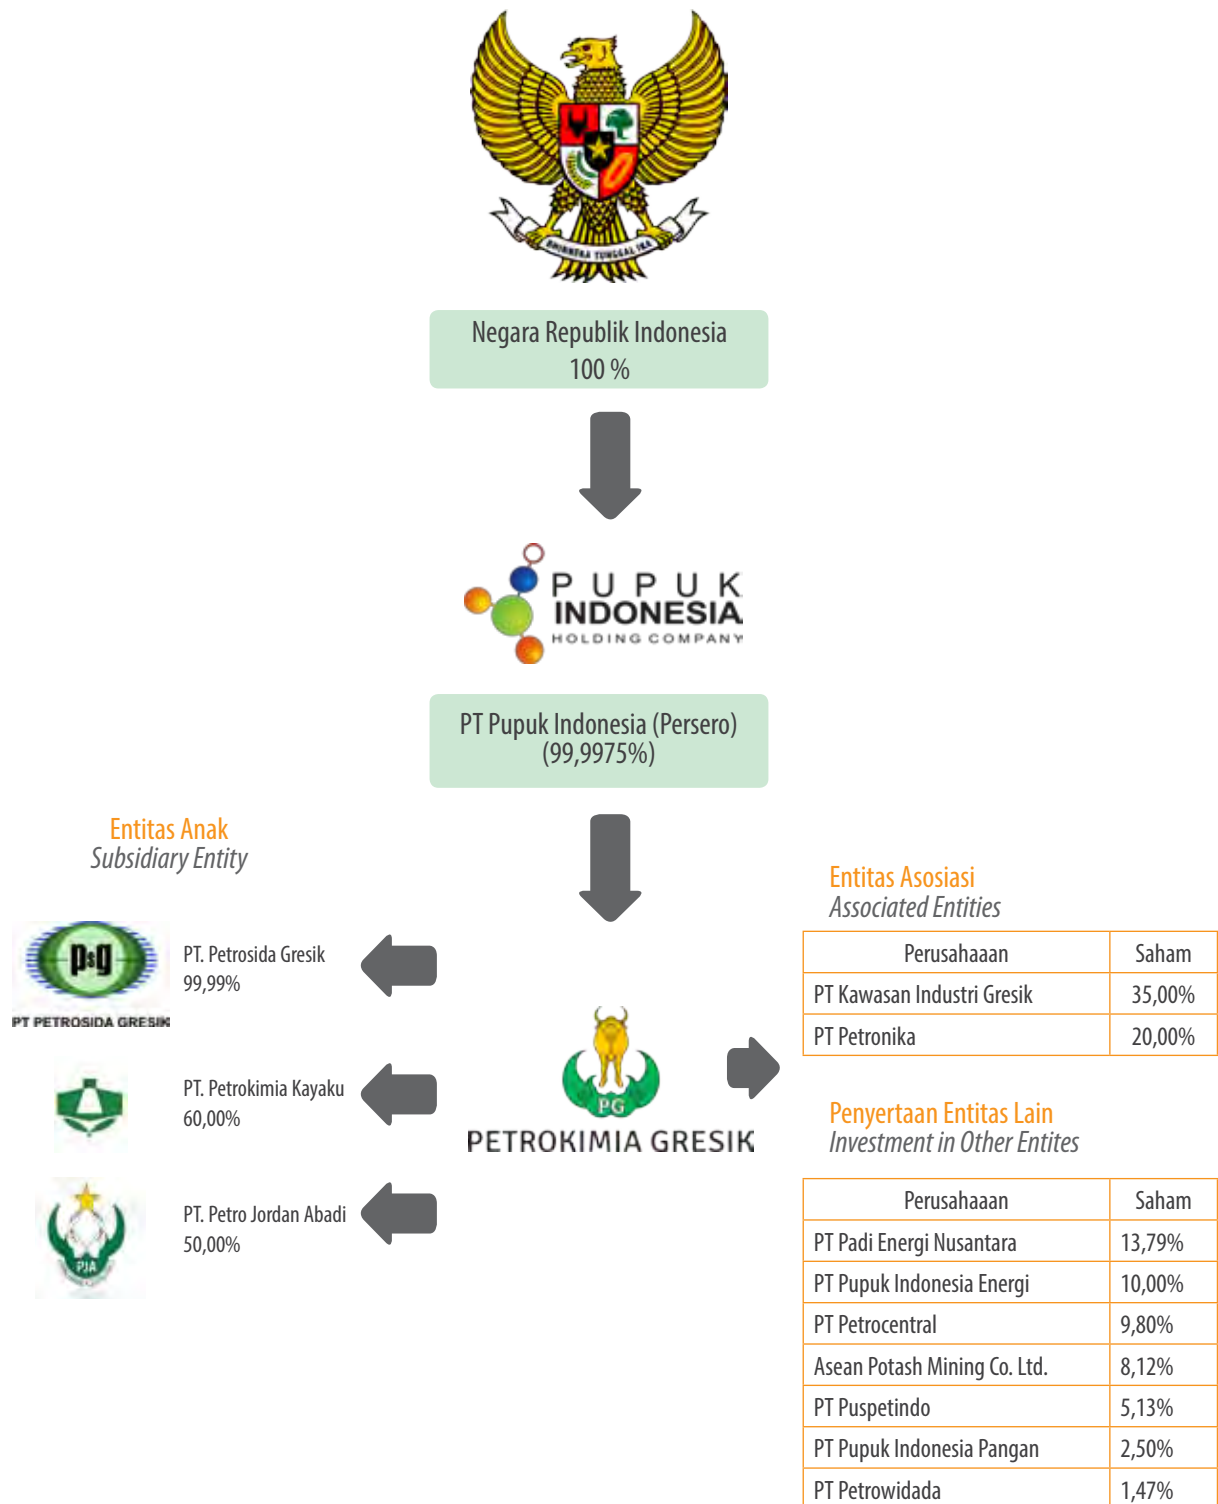 BHINNEKA TUNGGAL IKA
Negara Republik Indonesia
100 %
PUPUK
INDONESIA
HOLDING COMPANY
PT Pupuk Indonesia (Persero)
(99,9975%)
Entitas Anak
Subsidiary Entity
psg
PT PETROSIDA GRESIK
PT. Petrosida Gresik
99,99%
PT. Petrokimia Kayaku
60,00%
PJA
PT. Petro Jordan Abadi
50,00%
PG
PETROKIMIA GRESIK
Entitas Asosiasi
Associated Entities
Perusahaaan Saham
PT Kawasan Industri Gresik 35,00%
PT Petronika 20,00%
Penyertaan Entitas Lain
Investment in Other Entites
Perusahaaan Saham
PT Padi Energi Nusantara 13,79%
PT Pupuk Indonesia Energi 10,00%
PT Petrocentral 9,80%
Asean Potash Mining Co. Ltd. 8,12%
PT Puspetindo 5,13%
PT Pupuk Indonesia Pangan 2,50%
PT Petrowidada 1,47%